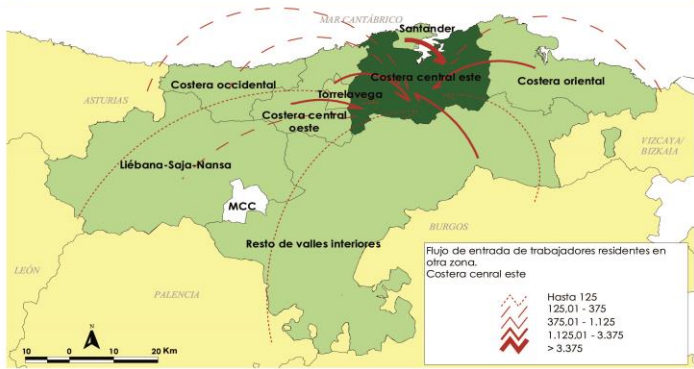 MAR CANTÁBRICO
Santander
Costera central este
Costera occidental
Costera oriental
ASTURIAS
Torrelavega
Costera central
oeste
VIZCAYA/
BIZKAIA
Liébana-Saja-Nansa
MCC
BURGOS
Resto de valles interiores
LEÓN
PALENCIA
Flujo de entrada de trabajadores residentes en
otra zona.
Costera cenral este
Hasta 125
125,01 - 375
375,01 - 1.125
1.125,01 - 3.375
> 3.375
N
10 0 10 20 Km